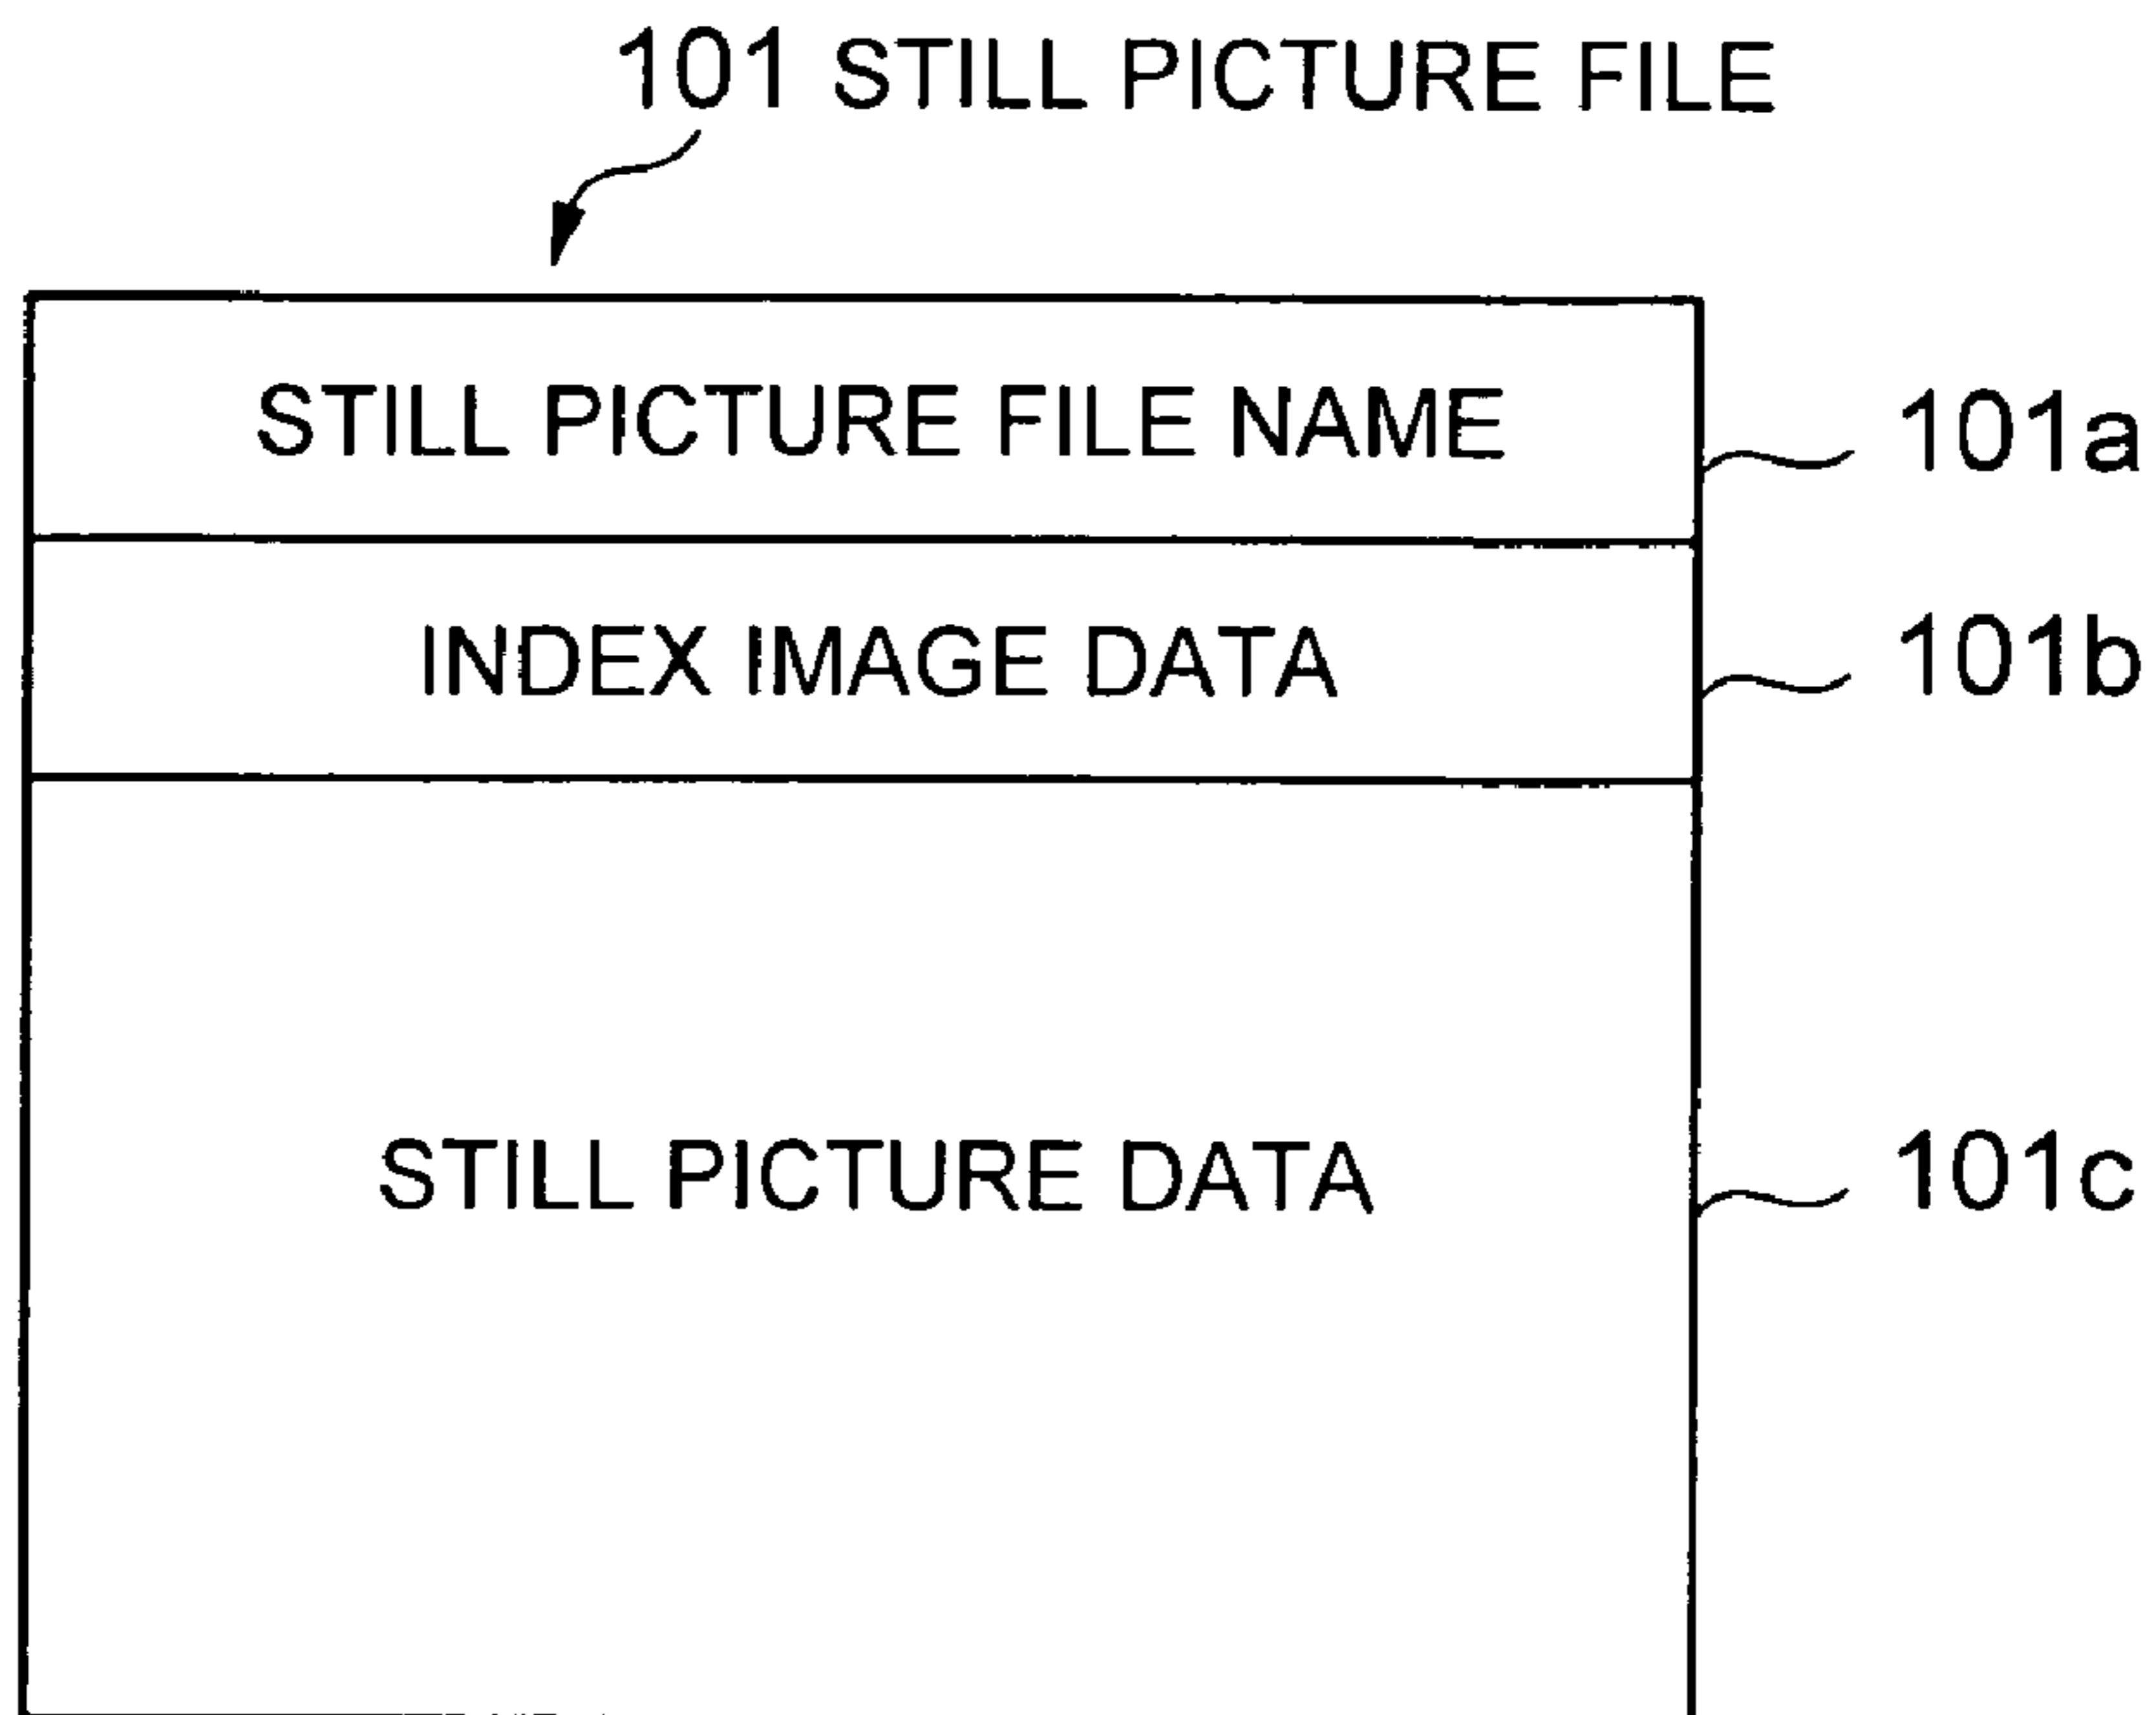 101 STILL PICTURE FILE
STILL PICTURE FILE NAME
101a
INDEX IMAGE DATA
101b
STILL PICTURE DATA
101c